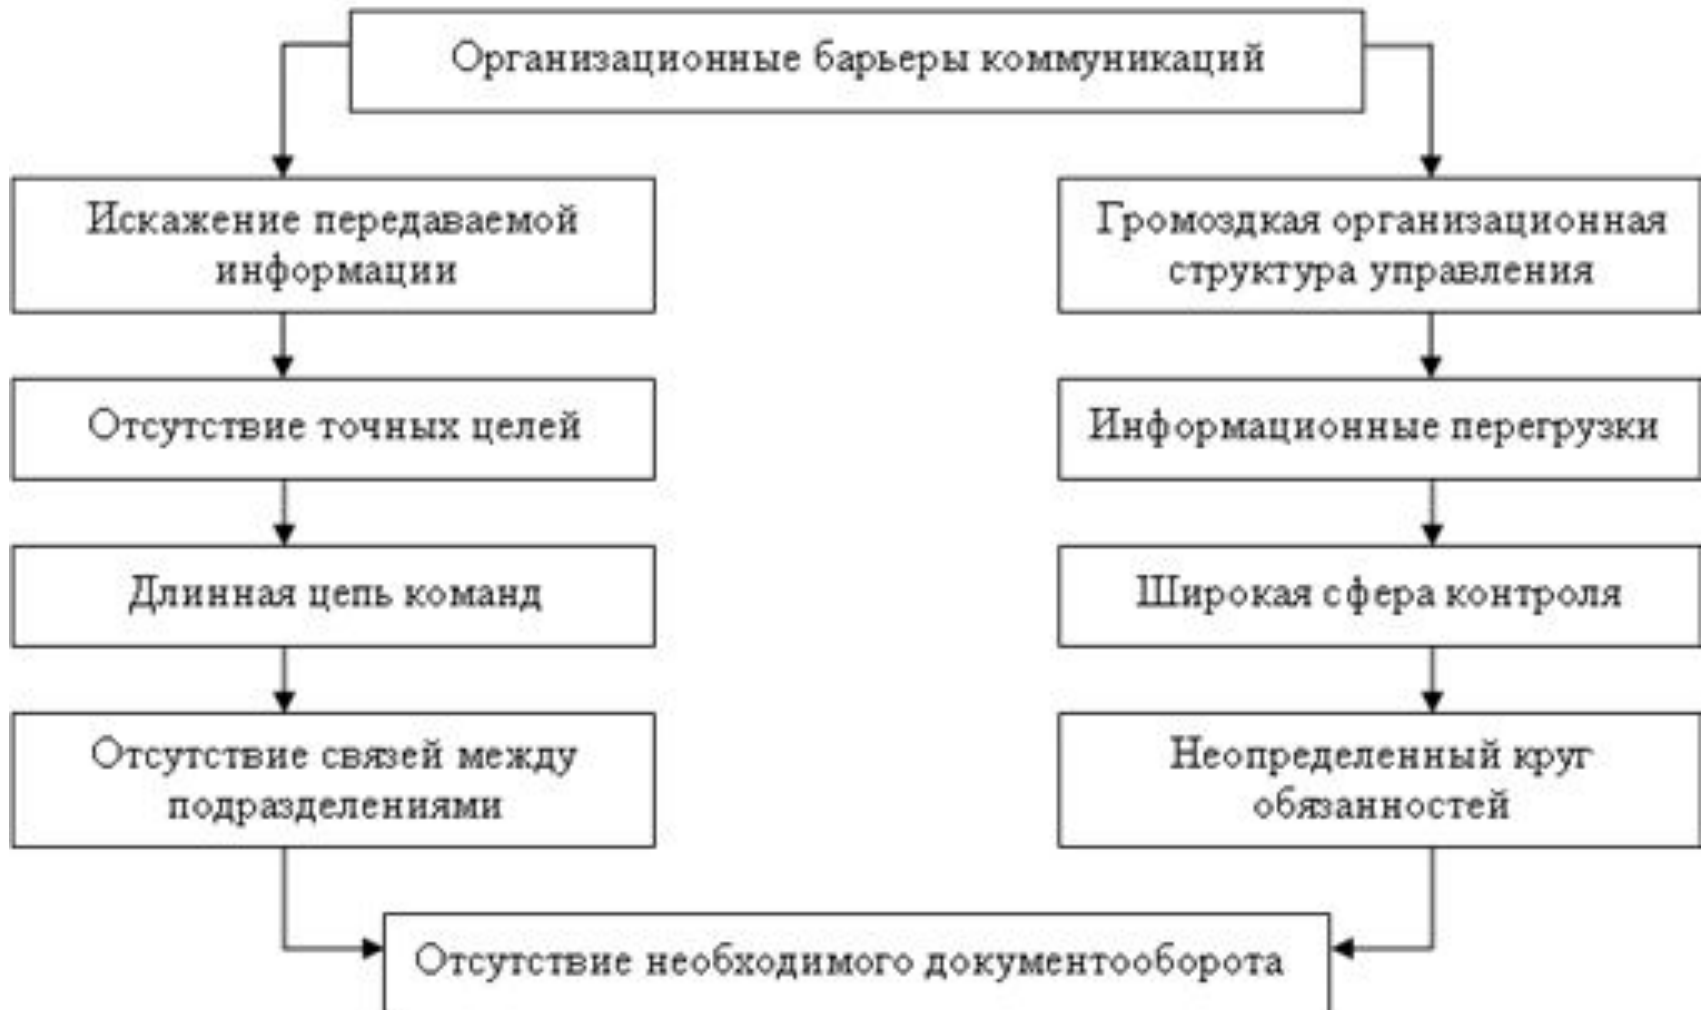 Организационные барьеры коммуникаций
Искажение передаваемой
информации
Громоздкая организационная
структура управления
Отсутствие точных целей
Информационные перегрузки
Длинная цепь команд
Широкая сфера контроля
Отсутствие связей между
подразделениями
Неопределенный круг
обязанностей
Отсутствие необходимого документооборота